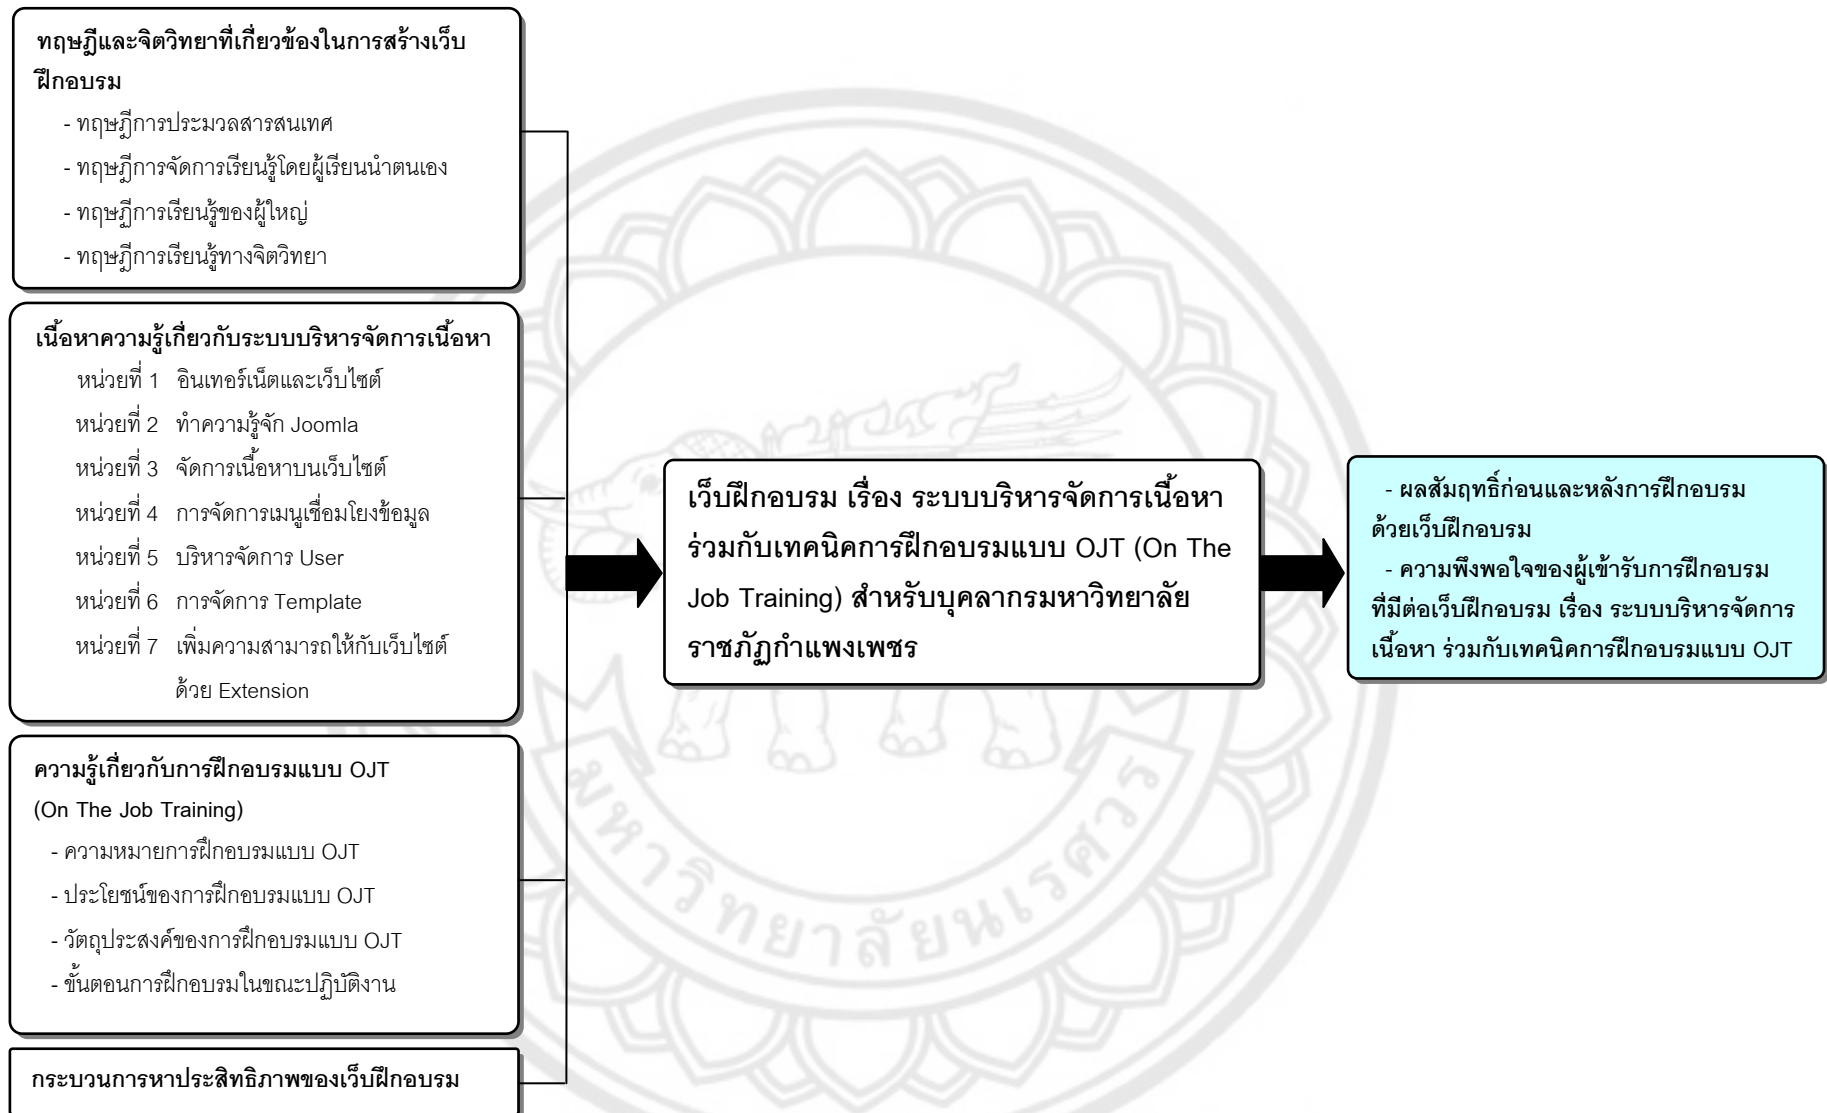 ทฤษฎีและจิตวิทยาที่เกี่ยวข้องในการสร้างเว็บ
ฝึกอบรม
- ทฤษฎีการประมวลสารสนเทศ
- ทฤษฎีการจัดการเรียนรู้โดยผู้เรียนนำตนเอง
- ทฤษฎีการเรียนรู้ของผู้ใหญ่
- ทฤษฎีการเรียนรู้ทางจิตวิทยา
เนื้อหาความรู้เกี่ยวกับระบบบริหารจัดการเนื้อหา
หน่วยที่ 1 อินเทอร์เน็ตและเว็บไซต์
หน่วยที่ 2 ทำความรู้จัก Joomla
หน่วยที่ 3 จัดการเนื้อหาบนเว็บไซต์
หน่วยที่ 4 การจัดการเมนูเชื่อมโยงข้อมูล
หน่วยที่ 5 บริหารจัดการ User
หน่วยที่ 6 การจัดการ Template
หน่วยที่ 7 เพิ่มความสามารถให้กับเว็บไซต์
ด้วย Extension
ความรู้เกี่ยวกับการฝึกอบรมแบบ OJT
(On The Job Training)
- ความหมายการฝึกอบรมแบบ OJT
- ประโยชน์ของการฝึกอบรมแบบ OJT
- วัตถุประสงค์ของการฝึกอบรมแบบ OJT
- ขั้นตอนการฝึกอบรมในขณะปฏิบัติงาน
กระบวนการหาประสิทธิภาพของเว็บฝึกอบรม
เว็บฝึกอบรม เรื่อง ระบบบริหารจัดการเนื้อหา
ร่วมกับเทคนิคการฝึกอบรมแบบ OJT (On The
Job Training) สำหรับบุคลากรมหาวิทยาลัย
ราชภัฏกำแพงเพชร
- ผลสัมฤทธิ์ก่อนและหลังการฝึกอบรม
ด้วยเว็บฝึกอบรม
- ความพึงพอใจของผู้เข้ารับการฝึกอบรม
ที่มีต่อเว็บฝึกอบรม เรื่อง ระบบบริหารจัดการ
เนื้อหา ร่วมกับเทคนิคการฝึกอบรมแบบ OJT
มหาวิทยาลัยนเรศวร